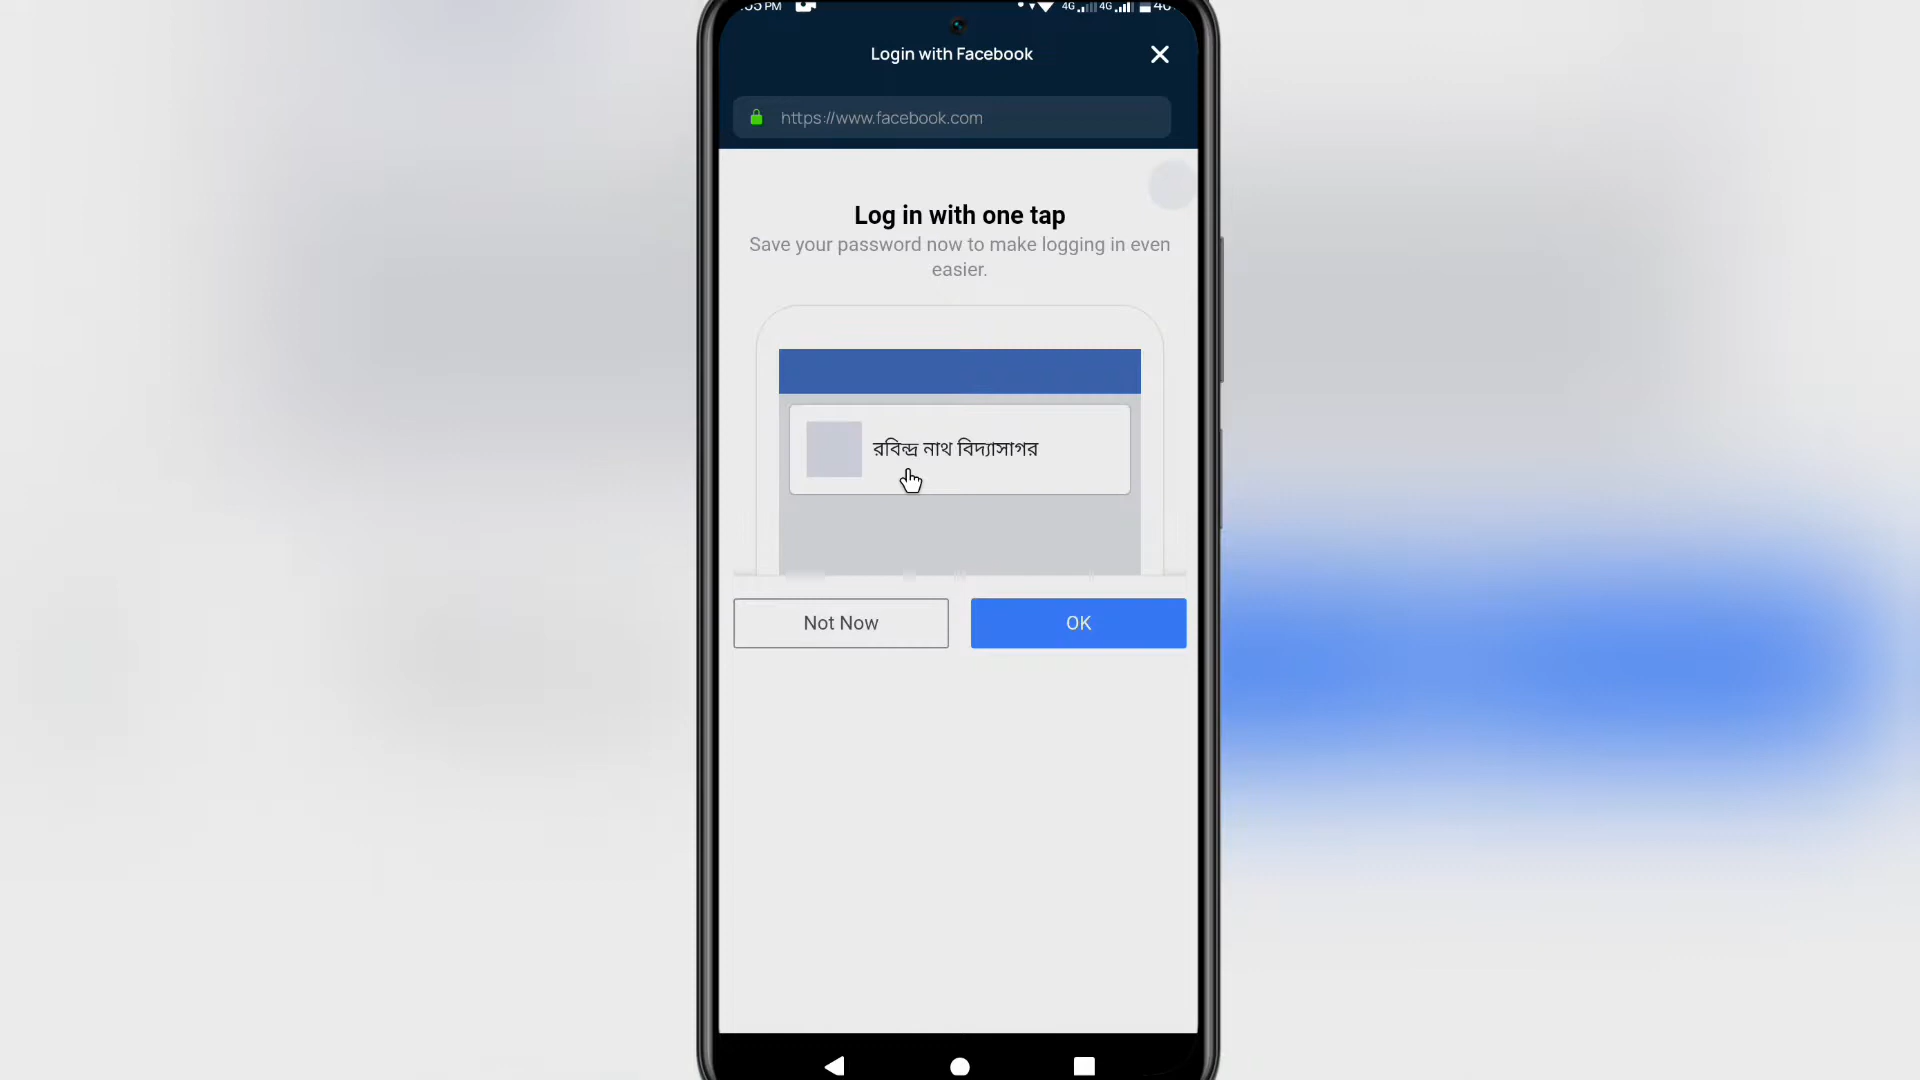 Login with Facebook
https://www.facebook.com
Log in with one tap
Save your password now to make logging in even
easier.
রবিন্দ্র নাথ বিদ্যাসাগর
Not Now
OK